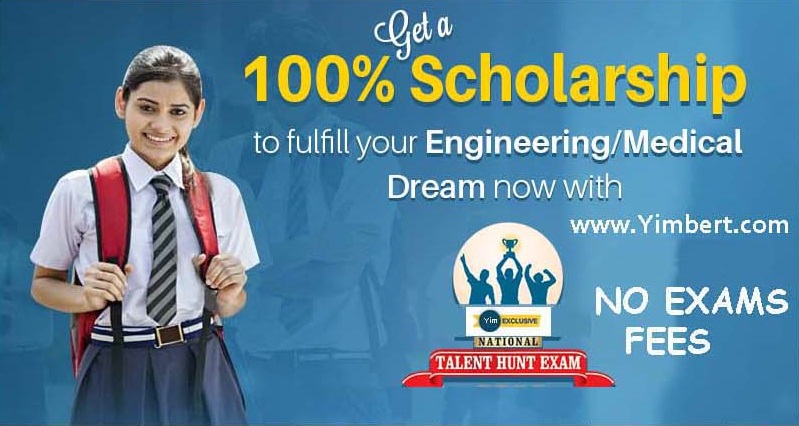 Get a
100% Scholarship
to fulfill your Engineering/Medical
Dream now with
www.Yimbert.com
Yim EXCLUSIVE
NATIONAL
TALENT HUNT EXAM
NO EXAMS
FEES